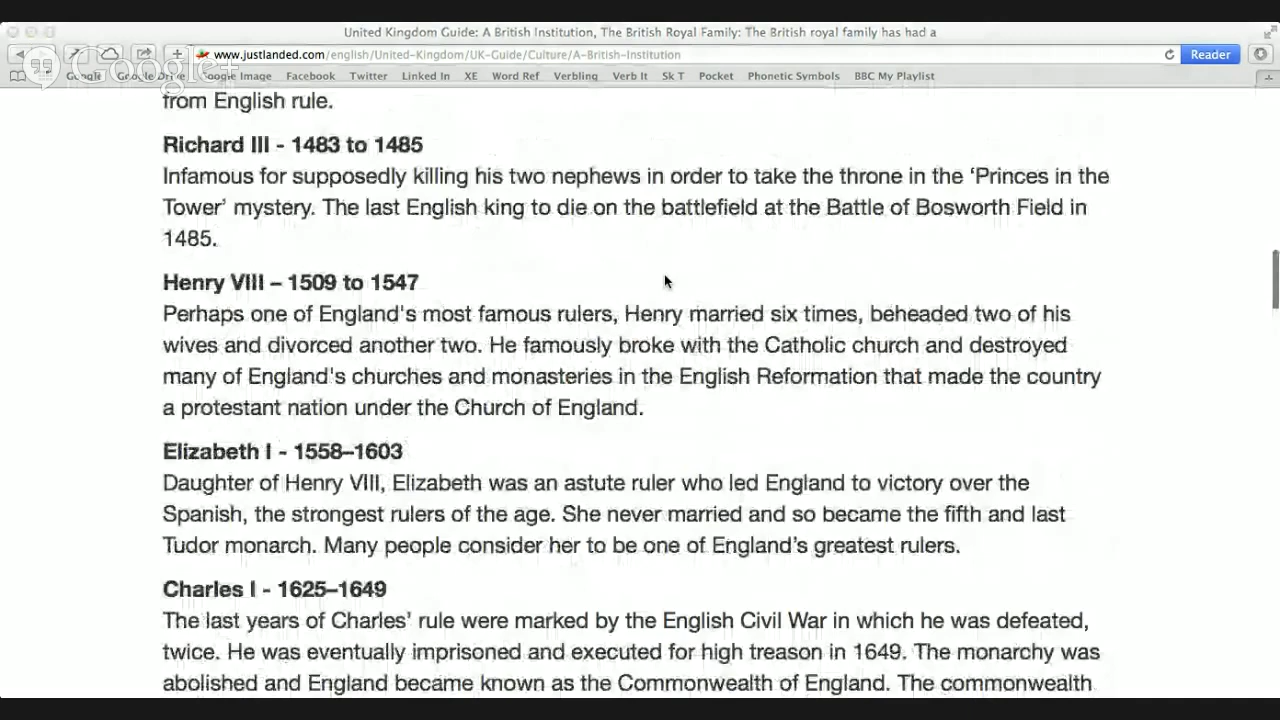 United Kingdom Guide: A British Institution, The British Royal Family: The British royal family has had a
www.justlanded.com/english/United-Kingdom/UK-Guide/Culture/A-British-Institution
Reader
Google+
Google Google Drive Google Image Facebook Twitter Linked In XE Word Ref Verbling Verb It Sk T Pocket Phonetic Symbols BBC My Playlist
from English rule.
Richard III - 1483 to 1485
Infamous for supposedly killing his two nephews in order to take the throne in the ‘Princes in the
Tower’ mystery. The last English king to die on the battlefield at the Battle of Bosworth Field in
1485.
Henry VIII – 1509 to 1547
Perhaps one of England's most famous rulers, Henry married six times, beheaded two of his
wives and divorced another two. He famously broke with the Catholic church and destroyed
many of England's churches and monasteries in the English Reformation that made the country
a protestant nation under the Church of England.
Elizabeth I - 1558–1603
Daughter of Henry VIII, Elizabeth was an astute ruler who led England to victory over the
Spanish, the strongest rulers of the age. She never married and so became the fifth and last
Tudor monarch. Many people consider her to be one of England’s greatest rulers.
Charles I - 1625–1649
The last years of Charles’ rule were marked by the English Civil War in which he was defeated,
twice. He was eventually imprisoned and executed for high treason in 1649. The monarchy was
abolished and England became known as the Commonwealth of England. The commonwealth